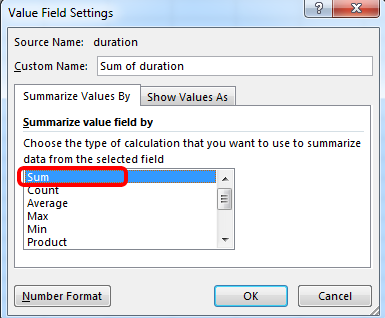 Value Field Settings
?
Source Name: duration
Custom Name: Sum of duration
Summarize Values By Show Values As
Summarize value field by
Choose the type of calculation that you want to use to summarize
data from the selected field
Sum
Count
Average
Max
Min
Product
Number Format OK Cancel